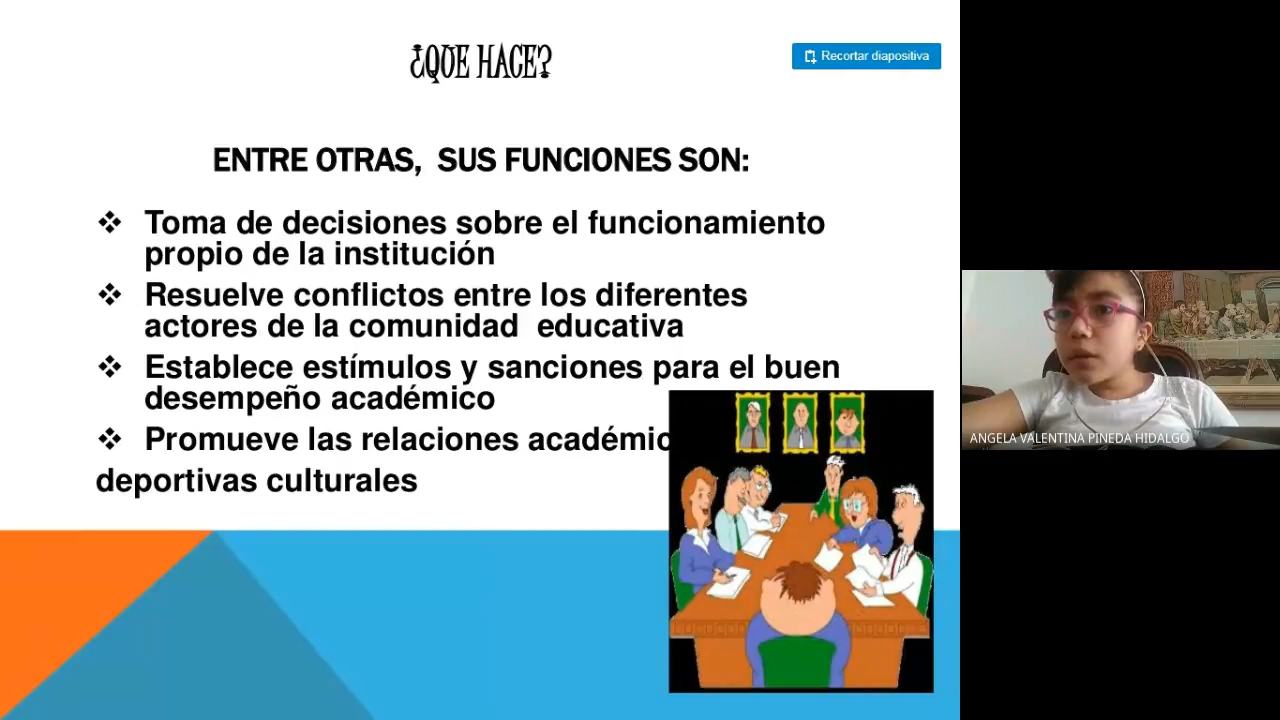 ¿QUE HACE?
Recortar diapositiva
ENTRE OTRAS, SUS FUNCIONES SON:
❖ Toma de decisiones sobre el funcionamiento
propio de la institución
❖ Resuelve conflictos entre los diferentes
actores de la comunidad educativa
❖ Establece estímulos y sanciones para el buen
desempeño académico
❖ Promueve las relaciones académic
deportivas culturales
ANGELA VALENTINA PINEDA HIDALGO